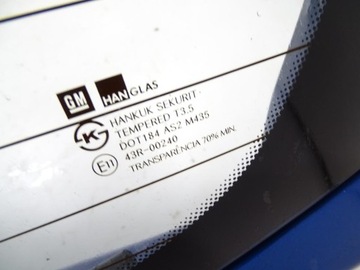 GM HANGLAS
HANKUK SEKURIT-
TEMPERED T3.5
DOT184 AS2 M435
43R-00240
TRANSPARÊNCIA 70% MIN.
K
E11